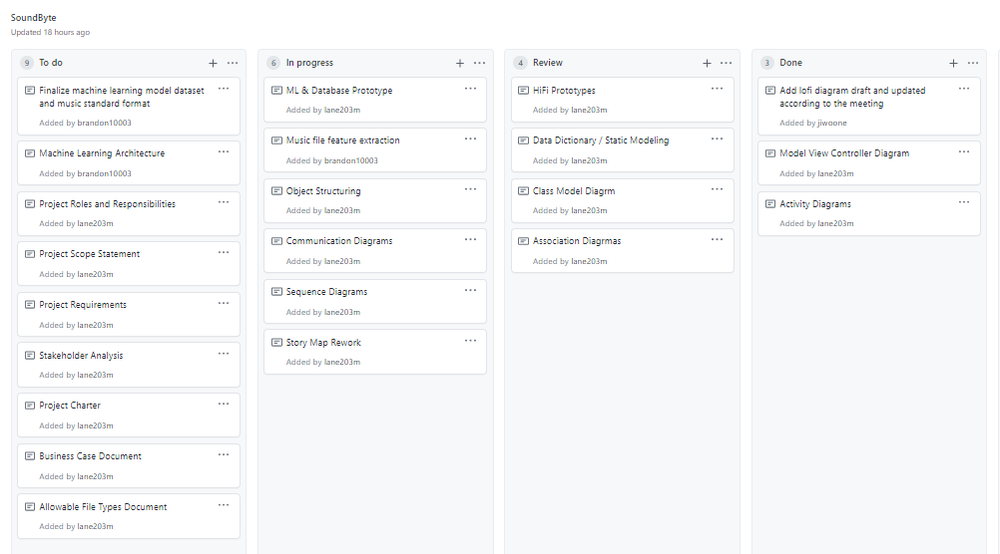 SoundByte
Updated 18 hours ago
9 To do
Finalize machine learning model dataset
and music standard format
Added by brandon10003
Machine Learning Architecture
Added by brandon10003
Project Roles and Responsibilities
Added by lane203m
Project Scope Statement
Added by lane203m
Project Requirements
Added by lane203m
Stakeholder Analysis
Added by lane203m
Project Charter
Added by lane203m
Business Case Document
Added by lane203m
Allowable File Types Document
Added by lane203m
6 In progress
ML & Database Prototype
Added by lane203m
Music file feature extraction
Added by brandon10003
Object Structuring
Added by lane203m
Communication Diagrams
Added by lane203m
Sequence Diagrams
Added by lane203m
Story Map Rework
Added by lane203m
4 Review
HiFi Prototypes
Added by lane203m
Data Dictionary / Static Modeling
Added by lane203m
Class Model Diagrm
Added by lane203m
Association Diagrmas
Added by lane203m
3 Done
Add lofi diagram draft and updated
according to the meeting
Added by jiwoone
Model View Controller Diagram
Added by lane203m
Activity Diagrams
Added by lane203m